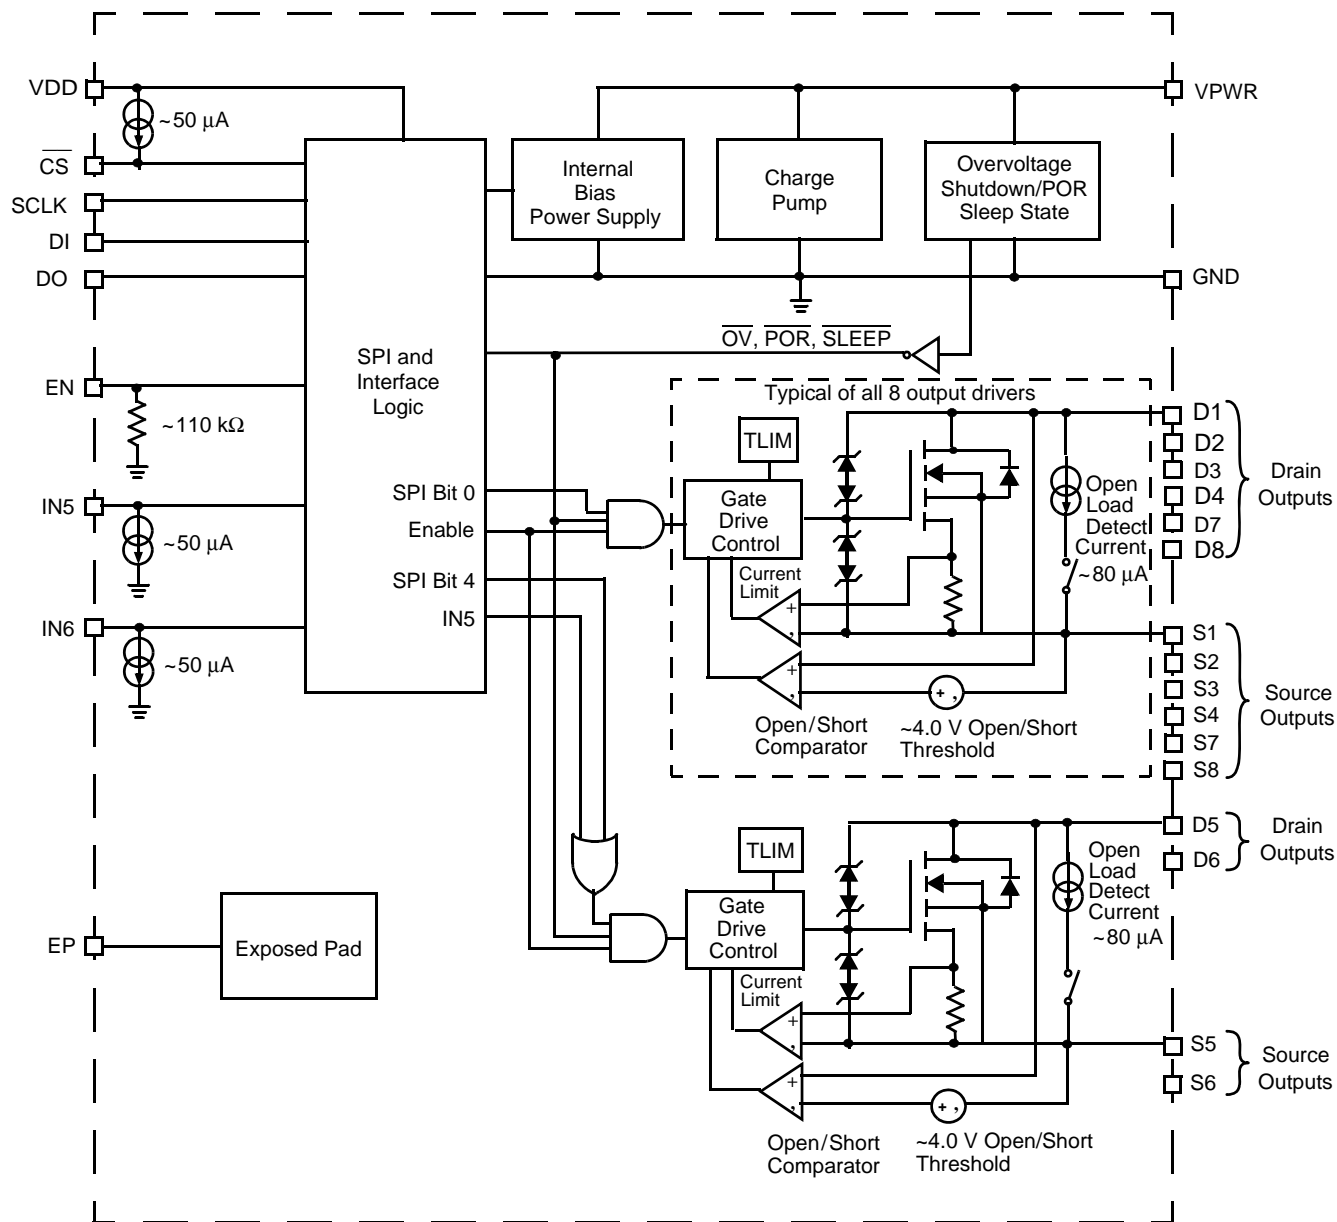 VDD
~50 µA
CS
SCLK
DI
DO
EN
~110 kΩ
IN5
~50 µA
IN6
~50 µA
EP
Exposed Pad
SPI and
Interface
Logic
SPI Bit 0
Enable
SPI Bit 4
IN5
Internal
Bias
Power Supply
Charge
Pump
Overvoltage
Shutdown/POR
Sleep State
VPWR
GND
OV, POR, SLEEP
Typical of all 8 output drivers
TLIM
Gate
Drive
Control
Current
Limit
+
,
+
,
Open/Short
Comparator
+ ,
~4.0 V Open/Short
Threshold
Open
Load
Detect
Current
~80 µA
D1
D2
D3
D4
D7
D8
Drain
Outputs
S1
S2
S3
S4
S7
S8
Source
Outputs
TLIM
Gate
Drive
Control
Current
Limit
+
,
+
,
Open/Short
Comparator
+ ,
~4.0 V Open/Short
Threshold
Open
Load
Detect
Current
~80 µA
D5
D6
Drain
Outputs
S5
S6
Source
Outputs